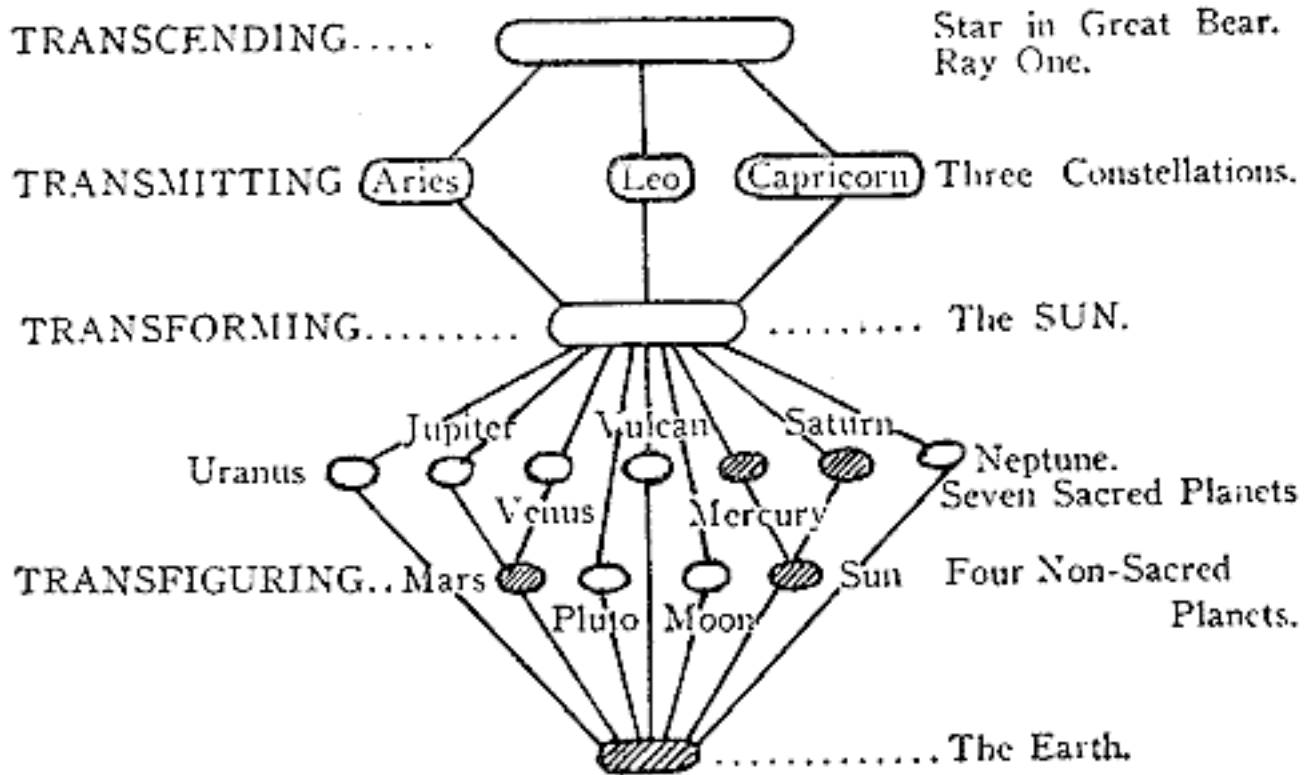 TRANSCENDING..... Star in Great Bear.
Ray One.
TRANSMITTING Aries Leo Capricorn Three Constellations.
TRANSFORMING......... .......... The SUN.
Jupiter Vulcan Saturn
Uranus Neptune.
Seven Sacred Planets
Venus Mercury
TRANSFIGURING.. Mars Sun Four Non-Sacred
Pluto Moon Planets.
.............The Earth.